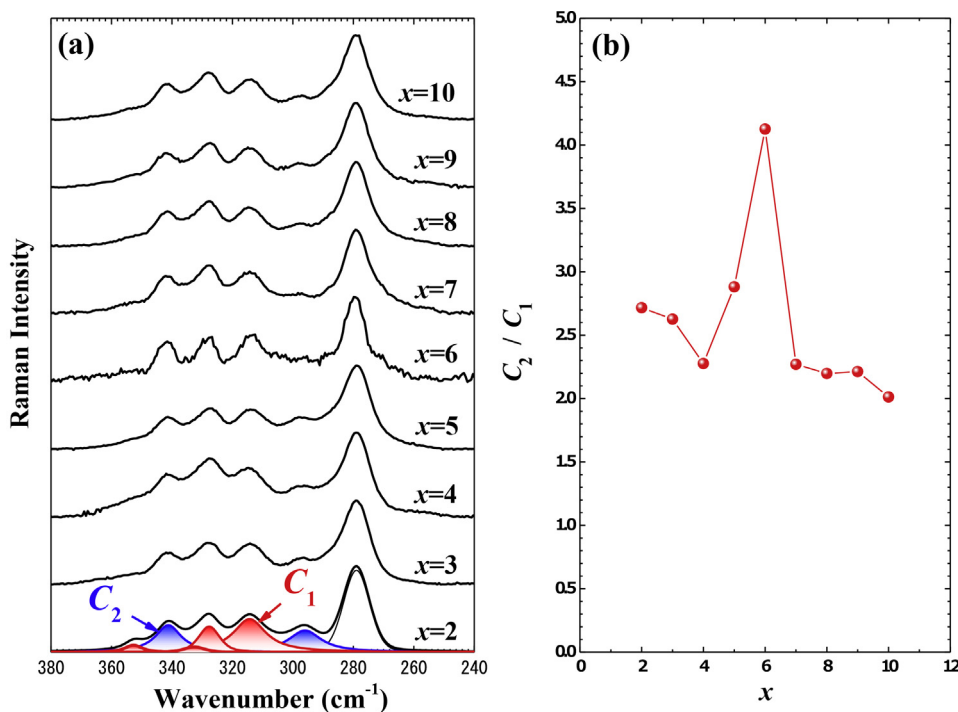 (a)
x=10
x=9
x=8
x=7
x=6
x=5
x=4
x=3
C₂
C₁
x=2
380 360 340 320 300 280 260 240
Wavenumber (cm⁻¹)
Raman Intensity
(b)
5.0
4.5
4.0
3.5
3.0
2.5
2.0
1.5
1.0
0.5
0.0
0 2 4 6 8 10 12
x
C₂ / C₁